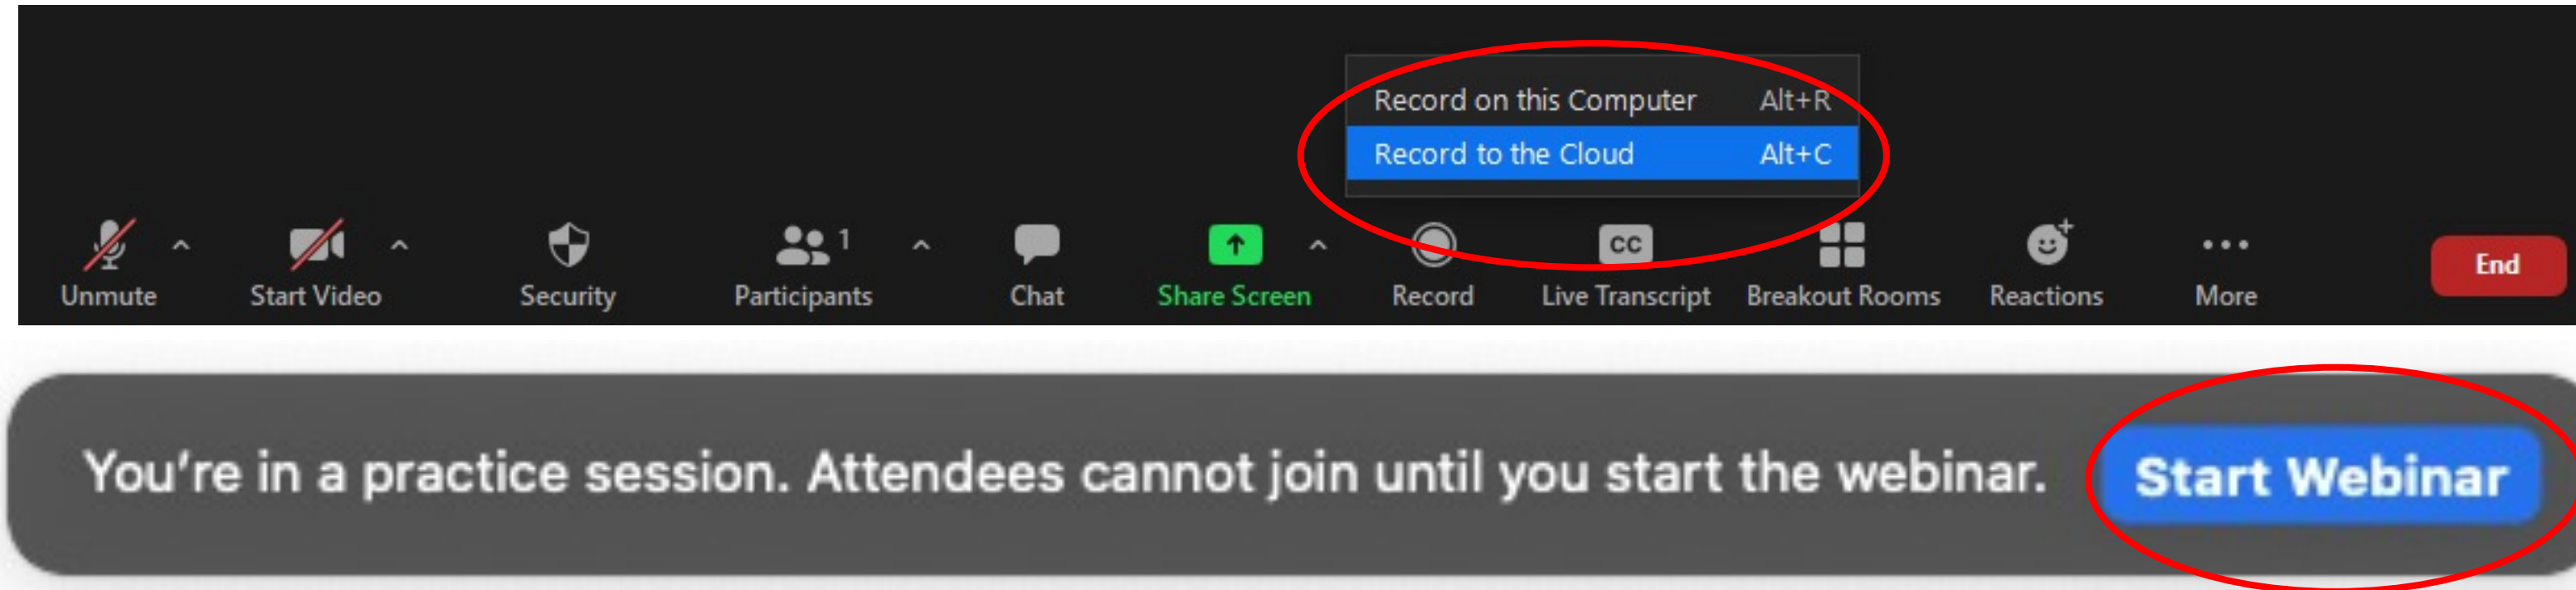 Record on this Computer Alt+R
Record to the Cloud Alt+C
1
CC
Unmute Start Video Security Participants Chat Share Screen Record Live Transcript Breakout Rooms Reactions More End
You're in a practice session. Attendees cannot join until you start the webinar. Start Webinar